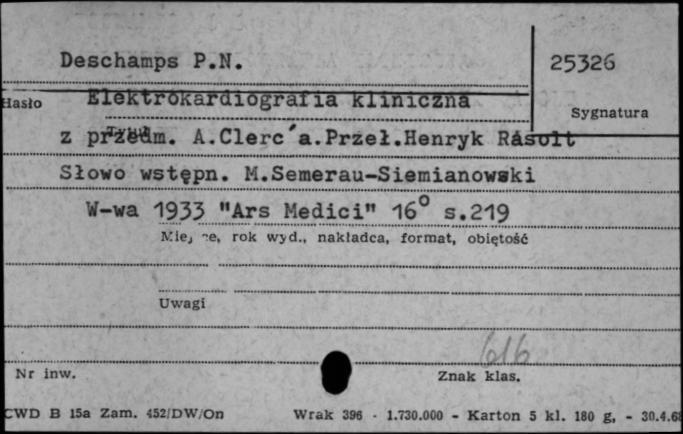 Deschamps P.N.
25326
Hasło
Elektrokardiografia kliniczna
Sygnatura
z przedm. A.Clerc´a.Przeł.Henryk Rasolt
Słowo wstępn. M.Semerau-Siemianowski
W-wa 1933 "Ars Medici" 16° s.219
Miejsce, rok wyd., nakładca, format, objętość
Uwagi
616
Nr inw.
Znak klas.
CWD B 15a Zam. 452/DW/On
Wrak 396 - 1.730.000 - Karton 5 kl. 180 g, - 30.4.68